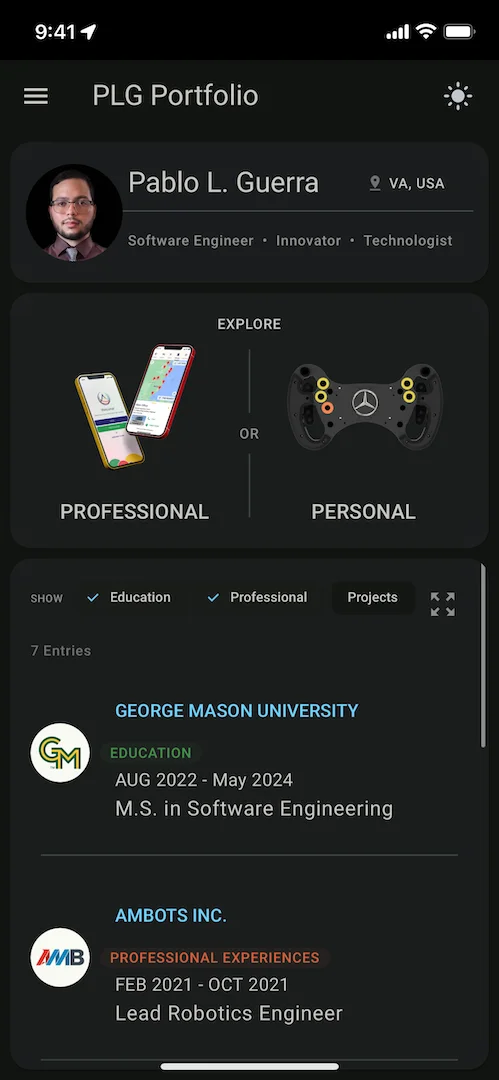 9:41
PLG Portfolio
Pablo L. Guerra
VA, USA
Software Engineer • Innovator • Technologist
EXPLORE
OR
PROFESSIONAL
PERSONAL
SHOW
Education
Professional
Projects
7 Entries
GEORGE MASON UNIVERSITY
GM
EDUCATION
AUG 2022 - May 2024
M.S. in Software Engineering
AMBOTS INC.
AMB
PROFESSIONAL EXPERIENCES
FEB 2021 - OCT 2021
Lead Robotics Engineer